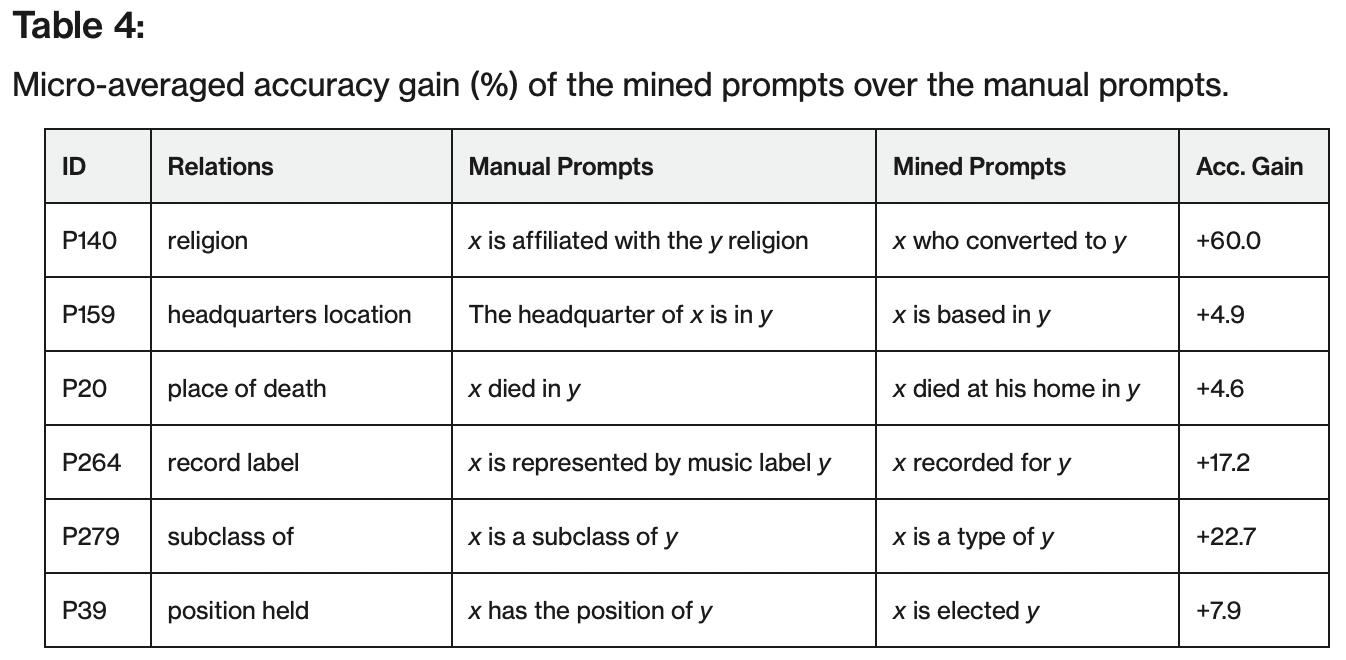 Table 4:
Micro-averaged accuracy gain (%) of the mined prompts over the manual prompts.
ID Relations Manual Prompts Mined Prompts Acc. Gain
P140 religion x is affiliated with the y religion x who converted to y +60.0
P159 headquarters location The headquarter of x is in y x is based in y +4.9
P20 place of death x died in y x died at his home in y +4.6
P264 record label x is represented by music label y x recorded for y +17.2
P279 subclass of x is a subclass of y x is a type of y +22.7
P39 position held x has the position of y x is elected y +7.9